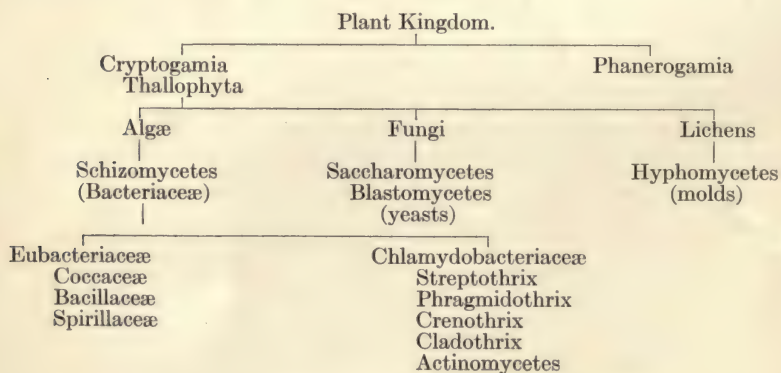 Plant Kingdom.
Cryptogamia Phanerogamia
Thallophyta
Algæ Fungi Lichens
Schizomycetes Saccharomycetes Hyphomycetes
(Bacteriaceæ) Blastomycetes (molds)
(yeasts)
Eubacteriaceæ Chlamydobacteriaceæ
Coccaceæ Streptothrix
Bacillaceæ Phragmidothrix
Spirillaceæ Crenothrix
Cladothrix
Actinomycetes